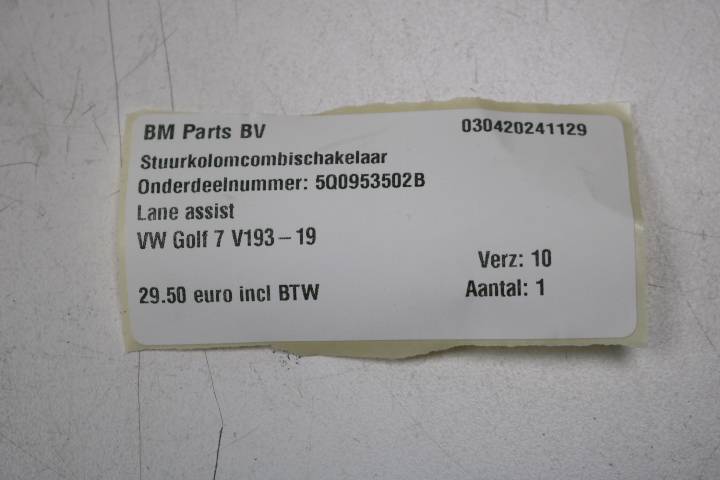 BM Parts BV 030420241129
Stuurkolomcombischakelaar
Onderdeelnummer: 5Q0953502B
Lane assist
VW Golf 7 V193-19
Verz: 10
29.50 euro incl BTW Aantal: 1